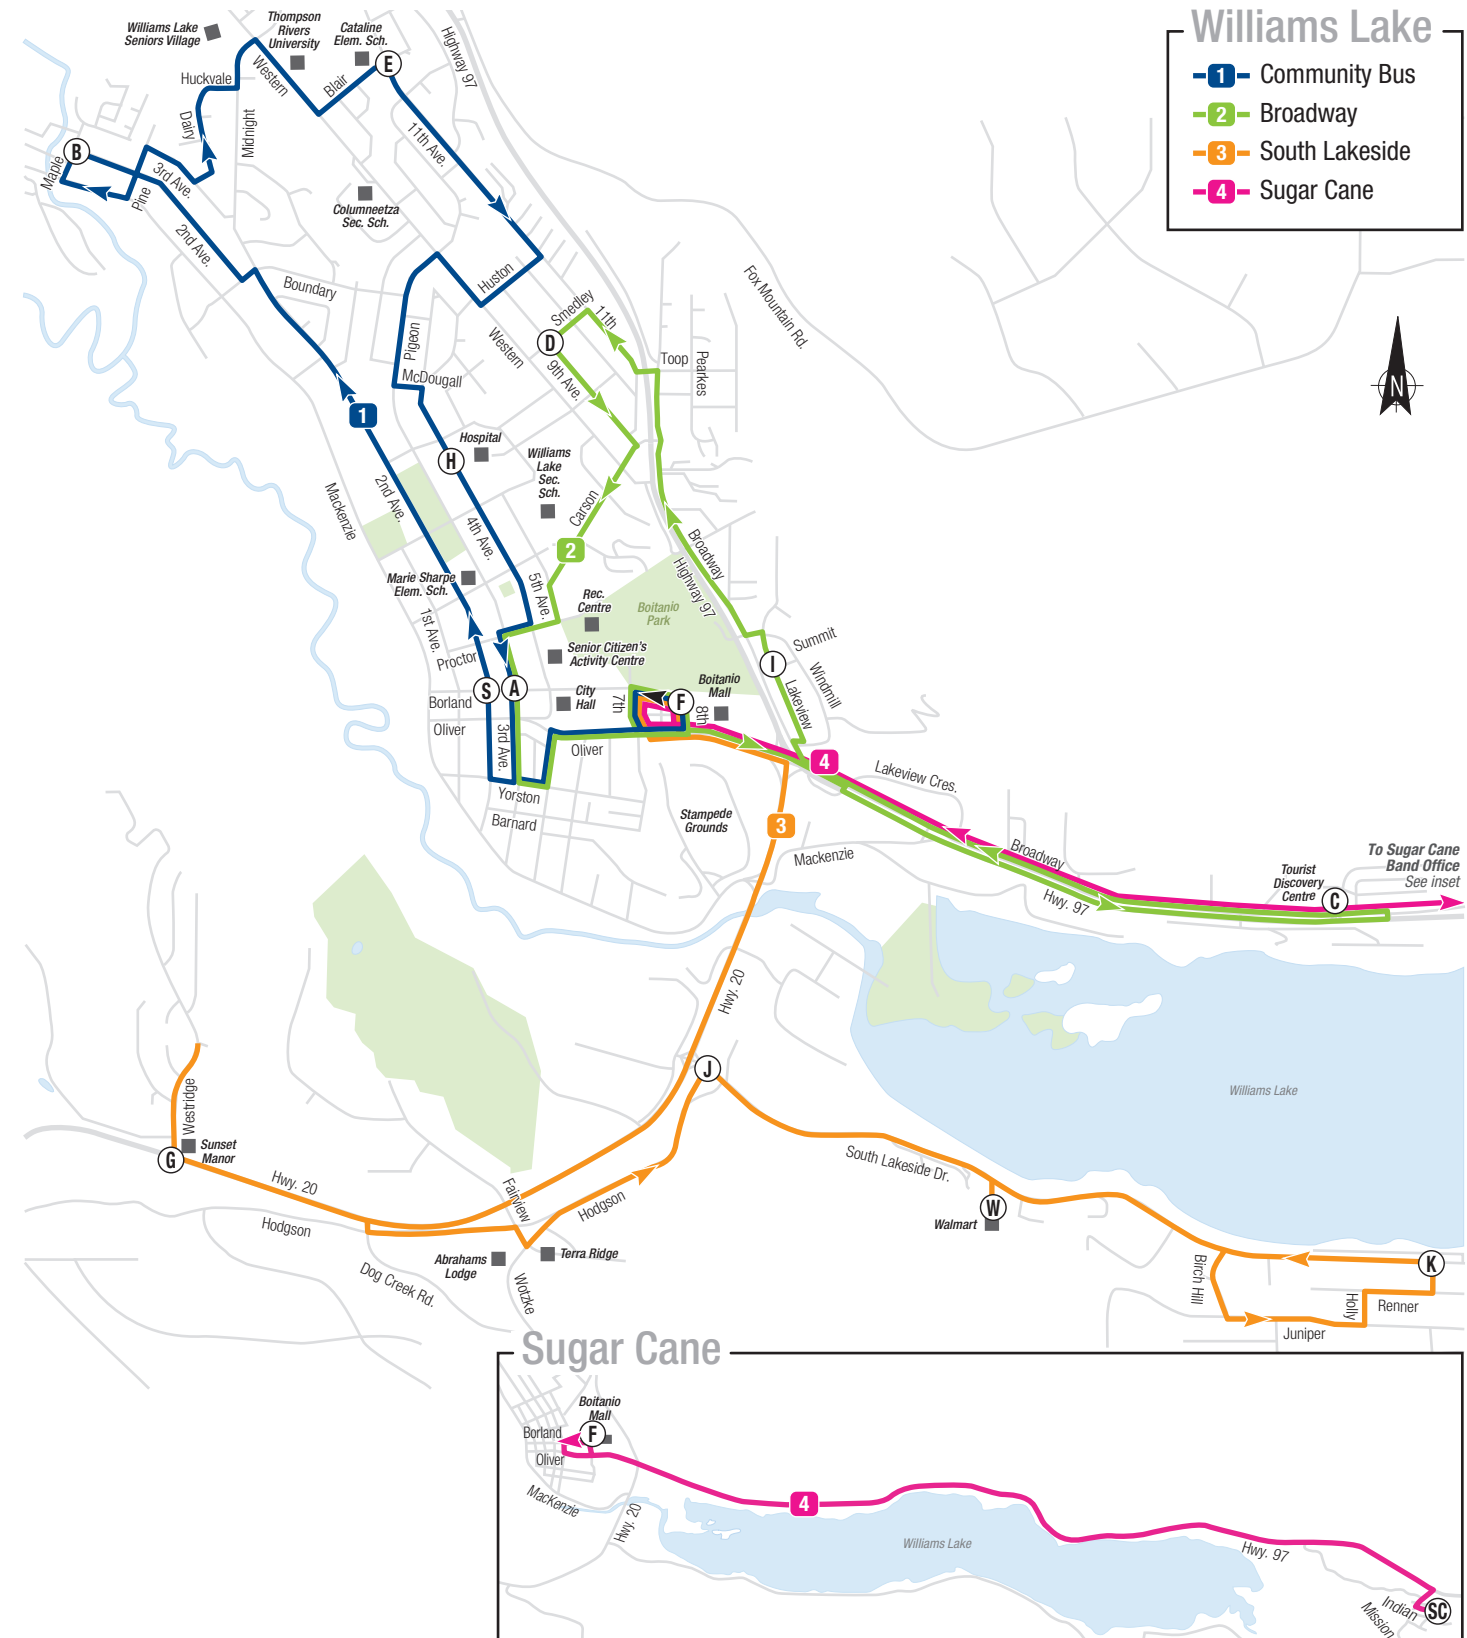 Williams Lake
1 Community Bus
2 Broadway
3 South Lakeside
4 Sugar Cane
Williams Lake
Seniors Village
Thompson
Rivers
University
Cataline
Elem. Sch.
E
Highway 97
Huckvale
Western
Blair
Dairy
Midnight
11th Ave.
B
Maple
3rd Ave.
Pine
Columneetza
Sec. Sch.
2nd Ave.
Boundary
Huston
Fox Mountain Rd.
Smedley
11th
Pigeon
Western
D
Toop
Pearkes
9th Ave.
McDougall
N
1
Hospital
H
Williams
Lake
Sec.
Sch.
Mackenzie
2nd Ave.
Carson
4th Ave.
Broadway
2
Highway 97
Marie Sharpe
Elem. Sch.
5th Ave.
Rec.
Centre
Boitanio
Park
1st Ave.
Proctor
Senior Citizen's
Activity Centre
Summit
I
Windmill
Lakeview
S
A
Borland
City
Hall
7th
F
8th
Boitanio
Mall
Oliver
3rd Ave.
Oliver
4
Lakeview Cres.
Yorston
Barnard
Stampede
Grounds
3
Mackenzie
Broadway
Hwy. 97
Tourist
Discovery
Centre
C
To Sugar Cane
Band Office
See inset
Hwy. 20
J
Williams Lake
Westridge
Sunset
Manor
G
Hwy. 20
Hodgson
Fairview
Hodgson
South Lakeside Dr.
W
Walmart
Abrahams
Lodge
Terra Ridge
Dog Creek Rd.
Wotzke
K
Birch Hill
Holly
Renner
Juniper
Sugar Cane
Boitanio
Mall
Borland
F
Oliver
MacKenzie
Hwy. 20
4
Williams Lake
Hwy. 97
Indian
Mission
SC